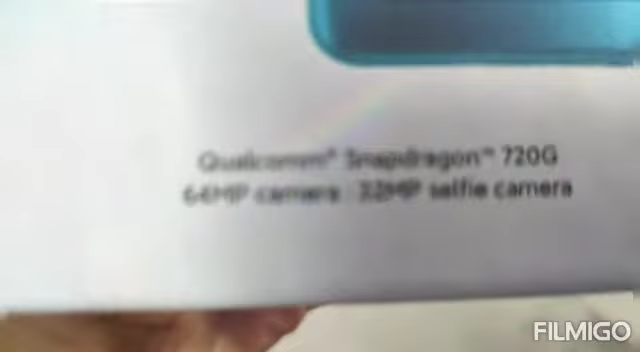 Qualcomm® Snapdragon™ 720G
64MP camera | 32MP selfie camera
FILMIGO